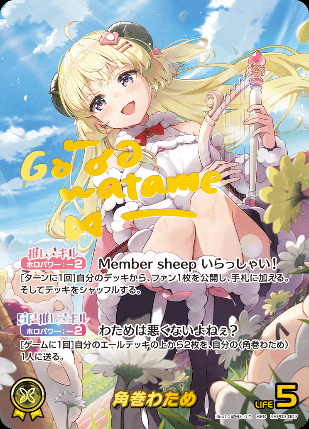 Good
watame
推しスキル
ホロパワー：-2
Member sheep いらっしゃい！
[ターンに1回]自分のデッキから、ファン1枚を公開し、手札に加える。
そしてデッキをシャッフルする。
SP推しスキル
ホロパワー：-2
わためは悪くないよねぇ？
[ゲームに1回]自分のエールデッキの上から2枚を、自分の〈角巻わため〉
1人に送る。
角巻わため
LIFE 5